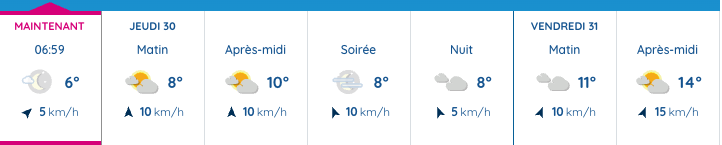 MAINTENANT
06:59
6°
5 km/h
JEUDI 30
Matin
8°
10 km/h
Après-midi
10°
10 km/h
Soirée
8°
10 km/h
Nuit
8°
5 km/h
VENDREDI 31
Matin
11°
10 km/h
Après-midi
14°
15 km/h